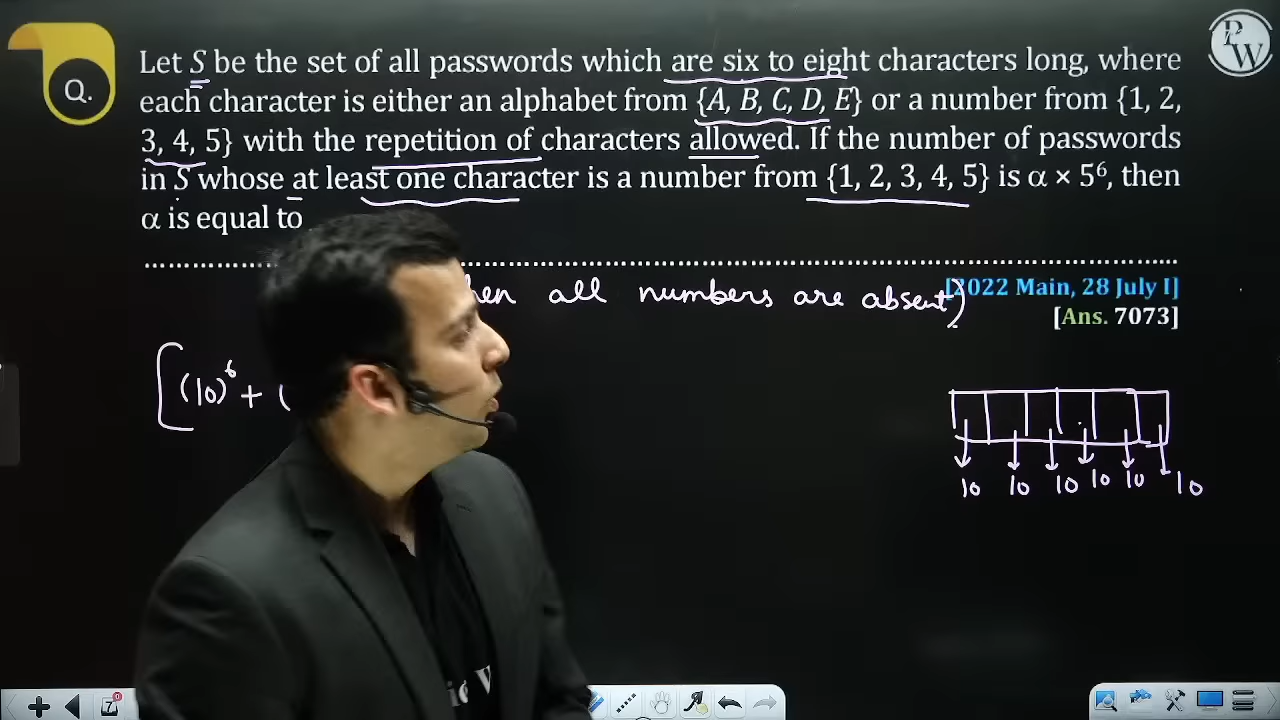 Q.
Let S be the set of all passwords which are six to eight characters long, where
each character is either an alphabet from {A, B, C, D, E} or a number from {1, 2,
3, 4, 5} with the repetition of characters allowed. If the number of passwords
in S whose at least one character is a number from {1, 2, 3, 4, 5} is α × 5⁶, then
α is equal to
all numbers are absent)
[2022 Main, 28 July I]
[Ans. 7073]
[(10)⁶ + (
10 10 10 10 10 10
PW
7